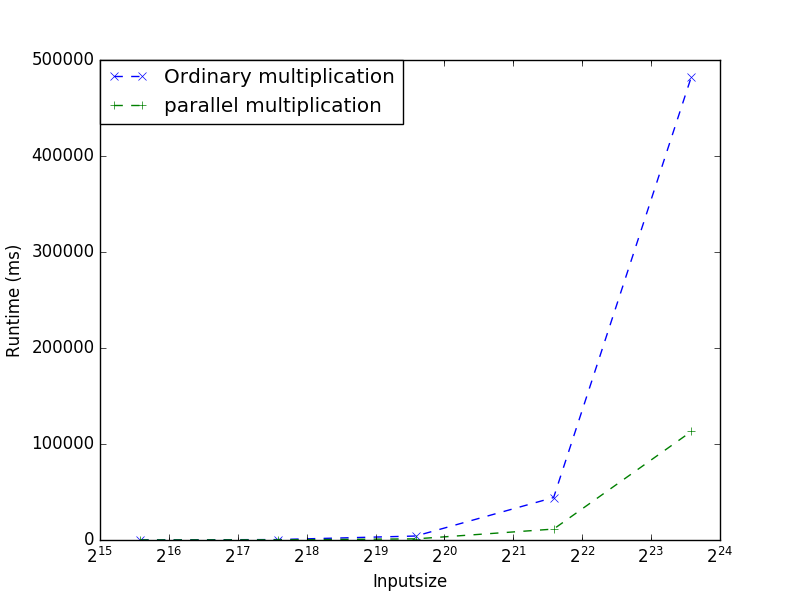 500000
400000
300000
200000
100000
0
Runtime (ms)
Ordinary multiplication
parallel multiplication
2^15 2^16 2^17 2^18 2^19 2^20 2^21 2^22 2^23 2^24
Inputsize